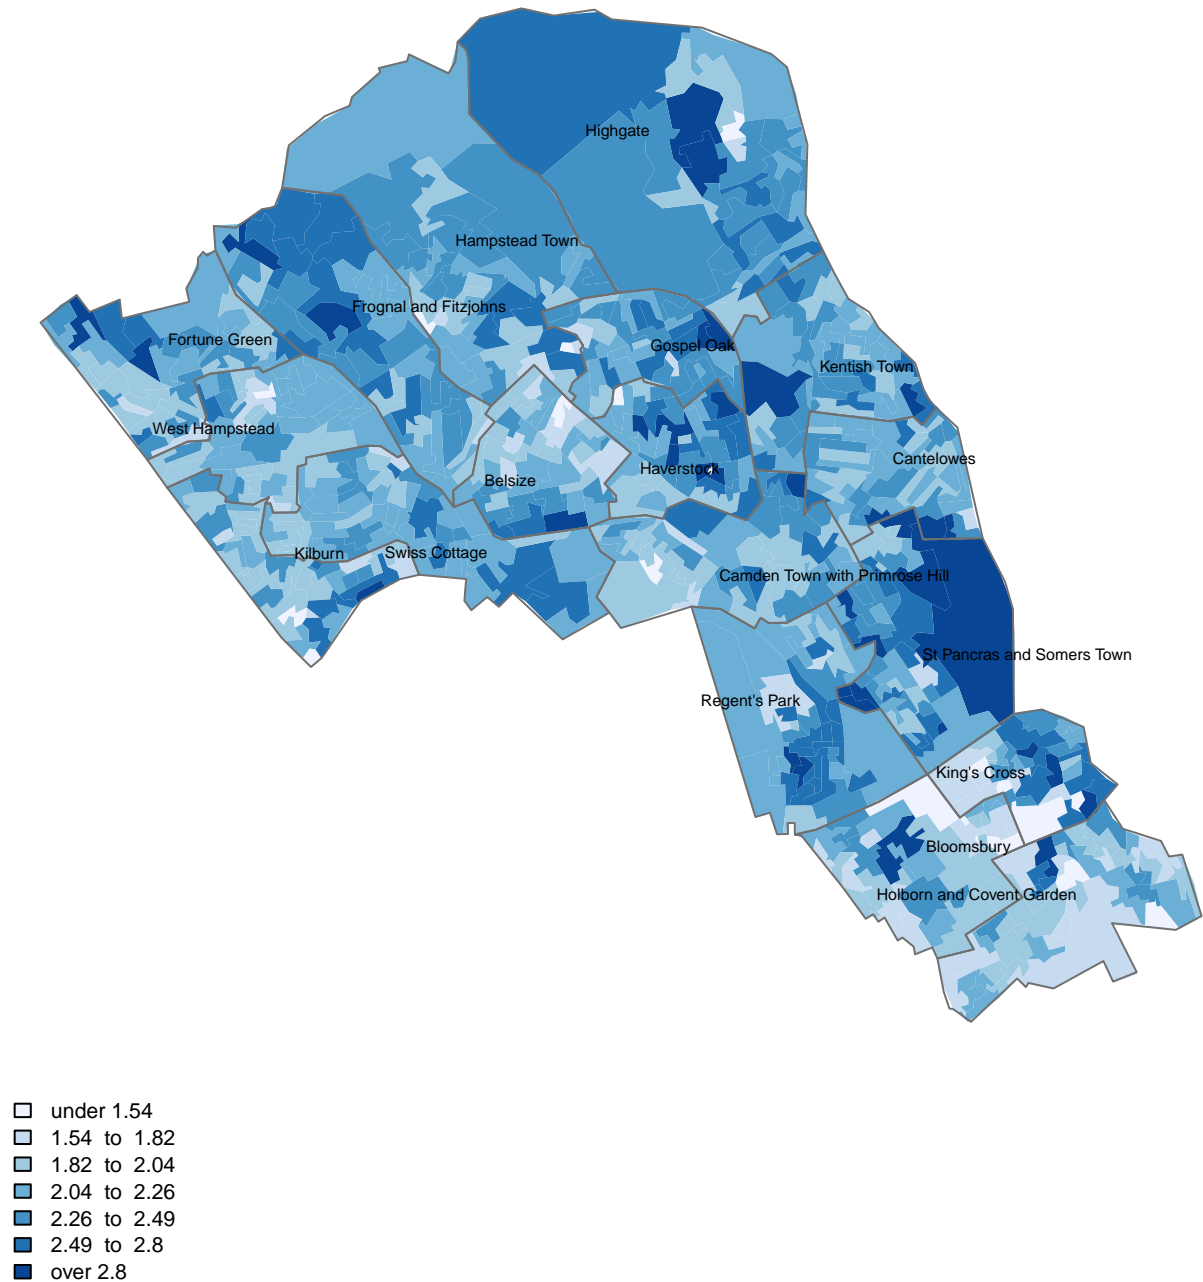 Highgate
Hampstead Town
Frognal and Fitzjohns
Fortune Green
Gospel Oak
Kentish Town
West Hampstead
Cantelowes
Haverstock
Belsize
Kilburn
Swiss Cottage
Camden Town with Primrose Hill
St Pancras and Somers Town
Regent's Park
King's Cross
Bloomsbury
Holborn and Covent Garden
under 1.54
1.54 to 1.82
1.82 to 2.04
2.04 to 2.26
2.26 to 2.49
2.49 to 2.8
over 2.8